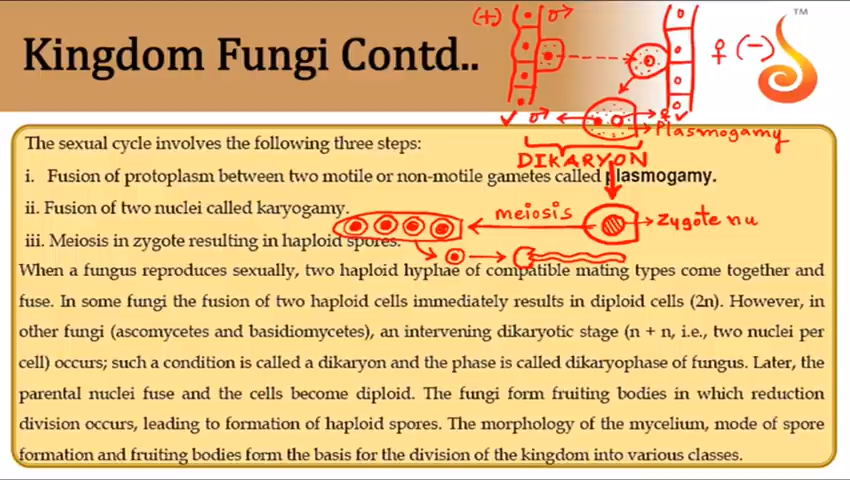 Kingdom Fungi Contd..
(+) ♂
♀ (-)
TM
♂ ♀
Plasmogamy
DIKARYON
The sexual cycle involves the following three steps:
i. Fusion of protoplasm between two motile or non-motile gametes called plasmogamy.
ii. Fusion of two nuclei called karyogamy.
meiosis
zygote nu
iii. Meiosis in zygote resulting in haploid spores.
When a fungus reproduces sexually, two haploid hyphae of compatible mating types come together and
fuse. In some fungi the fusion of two haploid cells immediately results in diploid cells (2n). However, in
other fungi (ascomycetes and basidiomycetes), an intervening dikaryotic stage (n + n, i.e., two nuclei per
cell) occurs; such a condition is called a dikaryon and the phase is called dikaryophase of fungus. Later, the
parental nuclei fuse and the cells become diploid. The fungi form fruiting bodies in which reduction
division occurs, leading to formation of haploid spores. The morphology of the mycelium, mode of spore
formation and fruiting bodies form the basis for the division of the kingdom into various classes.